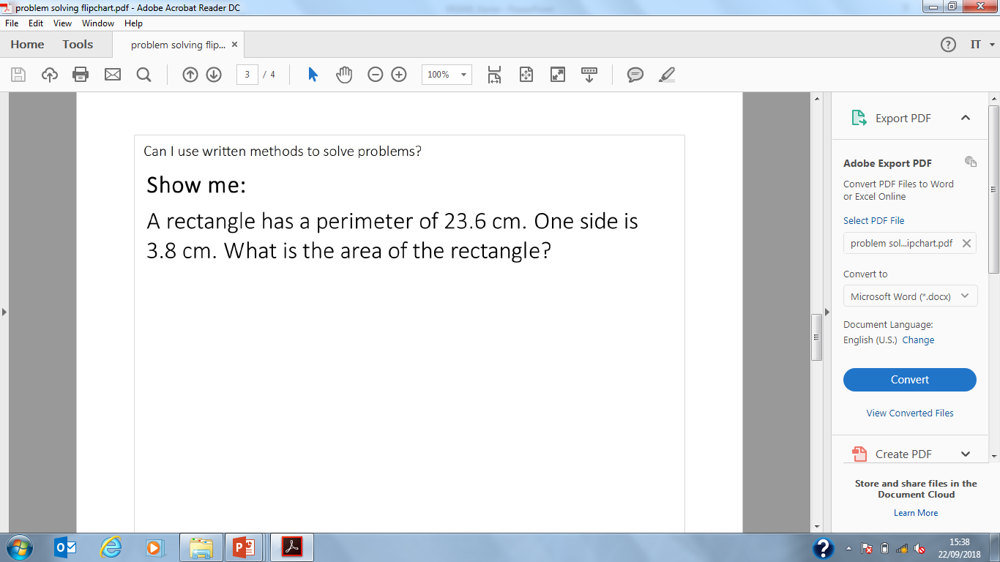 problem solving flipchart.pdf - Adobe Acrobat Reader DC
File Edit View Window Help
Home Tools problem solving flip... ×
3 / 4 100%
Can I use written methods to solve problems?
Show me:
A rectangle has a perimeter of 23.6 cm. One side is
3.8 cm. What is the area of the rectangle?
IT
Export PDF
Adobe Export PDF
Convert PDF Files to Word
or Excel Online
Select PDF File
problem sol...ipchart.pdf
Convert to
Microsoft Word (*.docx)
Document Language:
English (U.S.) Change
Convert
View Converted Files
Create PDF
Store and share files in the
Document Cloud
Learn More
15:38
22/09/2018